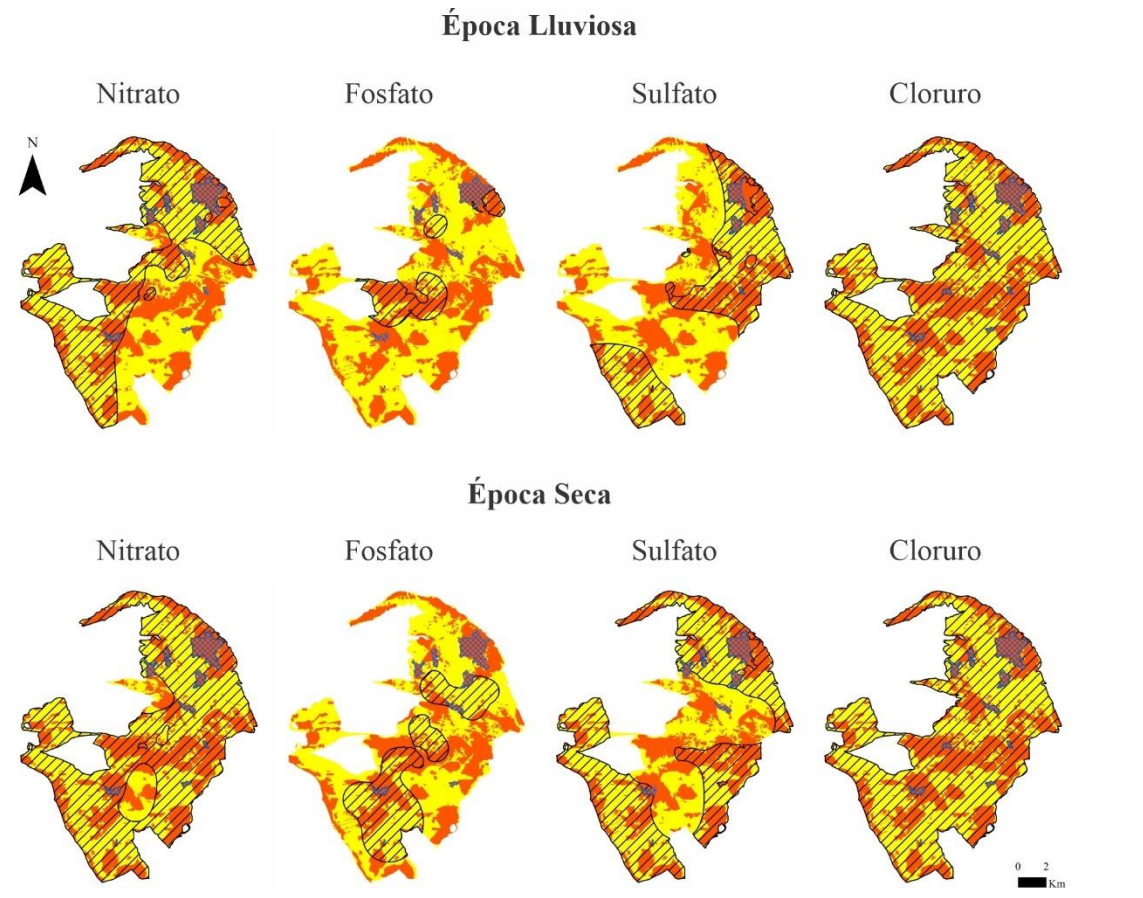 Época Lluviosa
Nitrato Fosfato Sulfato Cloruro
N
Época Seca
Nitrato Fosfato Sulfato Cloruro
0 2
Km